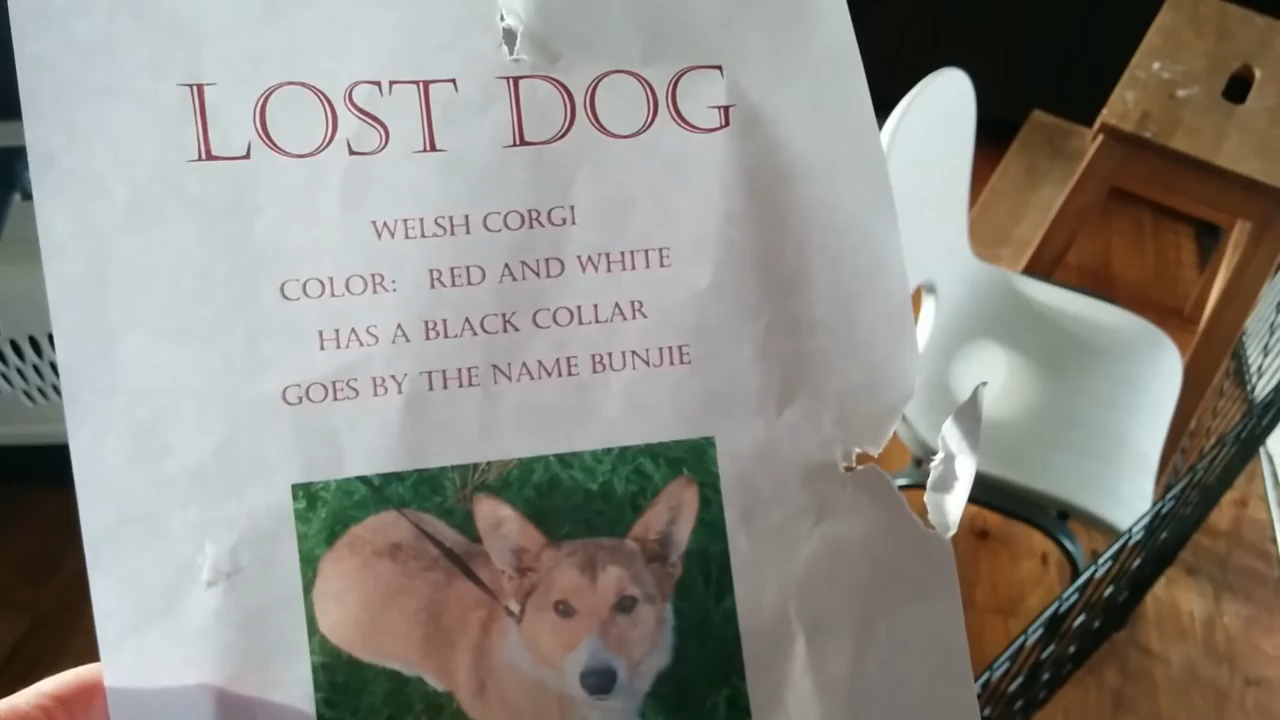 LOST DOG
WELSH CORGI
COLOR: RED AND WHITE
HAS A BLACK COLLAR
GOES BY THE NAME BUNJIE